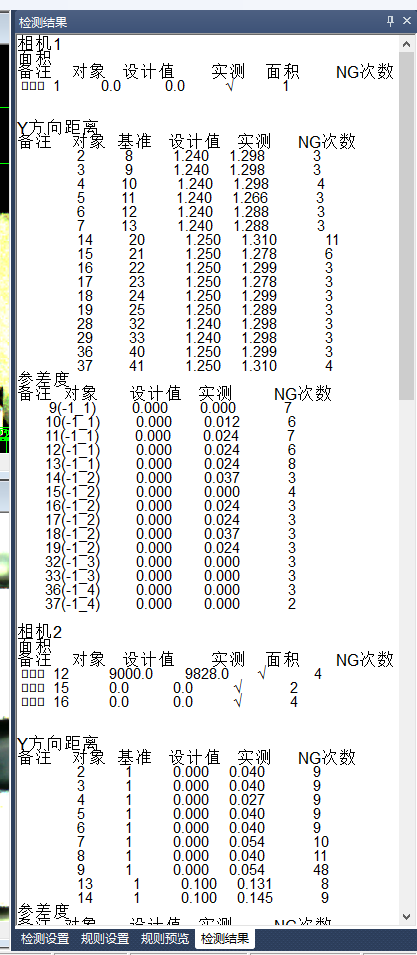 检测结果
相机1
面积
备注 对象 设计值 实测 面积 NG次数
□□□ 1 0.0 0.0 √ 1
Y方向距离
备注 对象 基准 设计值 实测 NG次数
2 8 1.240 1.298 3
3 9 1.240 1.298 3
4 10 1.240 1.298 4
5 11 1.240 1.266 3
6 12 1.240 1.288 3
7 13 1.240 1.288 3
14 20 1.250 1.310 11
15 21 1.250 1.278 6
16 22 1.250 1.299 3
17 23 1.250 1.278 3
18 24 1.250 1.299 3
19 25 1.250 1.289 3
28 32 1.240 1.298 3
29 33 1.240 1.298 3
36 40 1.250 1.299 3
37 41 1.250 1.310 4
参差度
备注 对象 设计值 实测 NG次数
9(-1_1) 0.000 0.000 7
10(-1_1) 0.000 0.012 6
11(-1_1) 0.000 0.024 7
12(-1_1) 0.000 0.024 6
13(-1_1) 0.000 0.024 8
14(-1_2) 0.000 0.037 3
15(-1_2) 0.000 0.000 4
16(-1_2) 0.000 0.024 3
17(-1_2) 0.000 0.024 3
18(-1_2) 0.000 0.037 3
19(-1_2) 0.000 0.024 3
32(-1_3) 0.000 0.000 3
33(-1_3) 0.000 0.000 3
36(-1_4) 0.000 0.000 3
37(-1_4) 0.000 0.000 2
相机2
面积
备注 对象 设计值 实测 面积 NG次数
□□□ 12 9000.0 9828.0 √ 4
□□□ 15 0.0 0.0 √ 2
□□□ 16 0.0 0.0 √ 4
Y方向距离
备注 对象 基准 设计值 实测 NG次数
2 1 0.000 0.040 9
3 1 0.000 0.040 9
4 1 0.000 0.027 9
5 1 0.000 0.040 9
6 1 0.000 0.040 9
7 1 0.000 0.054 10
8 1 0.000 0.040 11
9 1 0.000 0.054 48
13 1 0.100 0.131 8
14 1 0.100 0.145 9
参差度
备注 对象 设计值 实测 NG次数
检测设置 规则设置 规则预览 检测结果